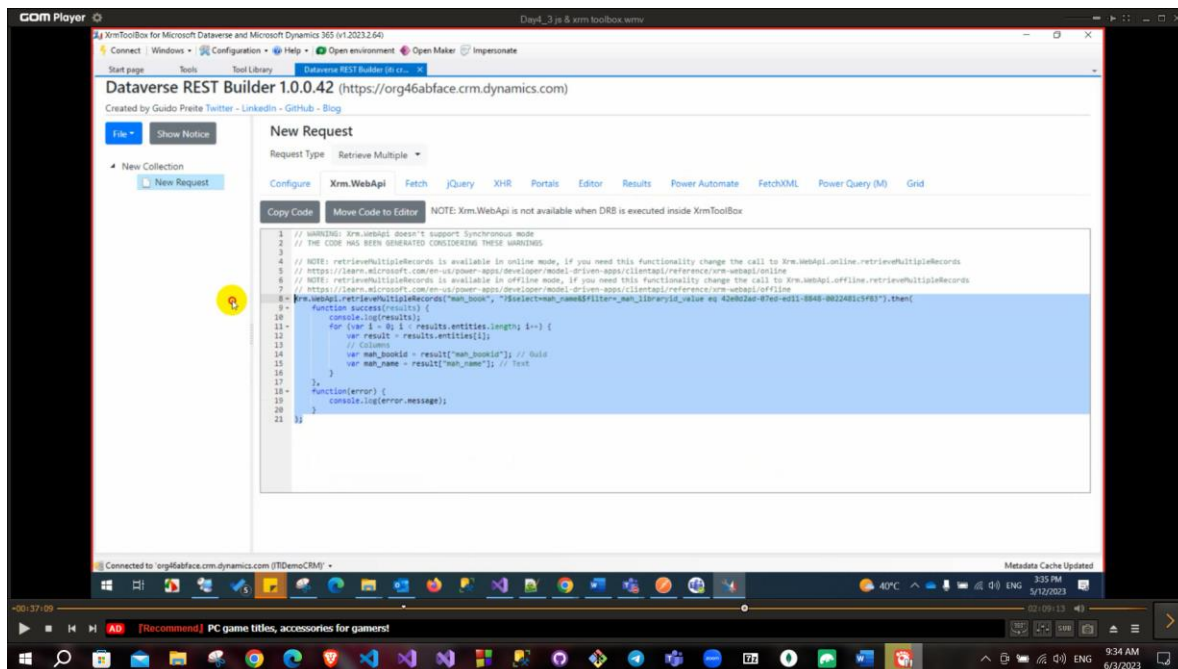 GOM Player
Day4_3 js & xrm toolbox.wmv
XrmToolBox for Microsoft Dataverse and Microsoft Dynamics 365 (v1.2023.2.64)
Connect Windows Configuration Help Open environment Open Maker Impersonate
Start page Tools Tool Library Dataverse REST Builder (iti cr...
Dataverse REST Builder 1.0.0.42 (https://org46abface.crm.dynamics.com)
Created by Guido Preite Twitter - LinkedIn - GitHub - Blog
File Show Notice
New Request
Request Type Retrieve Multiple
New Collection
New Request
Configure Xrm.WebApi Fetch jQuery XHR Portals Editor Results Power Automate FetchXML Power Query (M) Grid
Copy Code Move Code to Editor NOTE: Xrm.WebApi is not available when DRB is executed inside XrmToolBox
1 // WARNING: Xrm.WebApi doesn't support Synchronous mode
2 // THE CODE HAS BEEN GENERATED CONSIDERING THESE WARNINGS
3
4 // NOTE: retrieveMultipleRecords is available in online mode, if you need this functionality change the call to Xrm.WebApi.online.retrieveMultipleRecords
5 // https://learn.microsoft.com/en-us/power-apps/developer/model-driven-apps/clientapi/reference/xrm-webapi/online
6 // NOTE: retrieveMultipleRecords is available in offline mode, if you need this functionality change the call to Xrm.WebApi.offline.retrieveMultipleRecords
7 // https://learn.microsoft.com/en-us/power-apps/developer/model-driven-apps/clientapi/reference/xrm-webapi/offline
8 Xrm.WebApi.retrieveMultipleRecords("mah_book", "?$select=mah_name&$filter=_mah_libraryid_value eq 42e0d2ad-07ed-ed11-8848-0022481c5f83").then(
9 function success(results) {
10 console.log(results);
11 for (var i = 0; i < results.entities.length; i++) {
12 var result = results.entities[i];
13 // Columns
14 var mah_bookid = result["mah_bookid"]; // Guid
15 var mah_name = result["mah_name"]; // Text
16 }
17 },
18 function(error) {
19 console.log(error.message);
20 }
21 );
Connected to 'org46abface.crm.dynamics.com (ITIDemoCRM)'
Metadata Cache Updated
40°C ENG 3:35 PM
5/12/2023
-00:37:09
02:09:13
AD [Recommend] PC game titles, accessories for gamers!
SUB
ENG 9:34 AM
6/3/2023